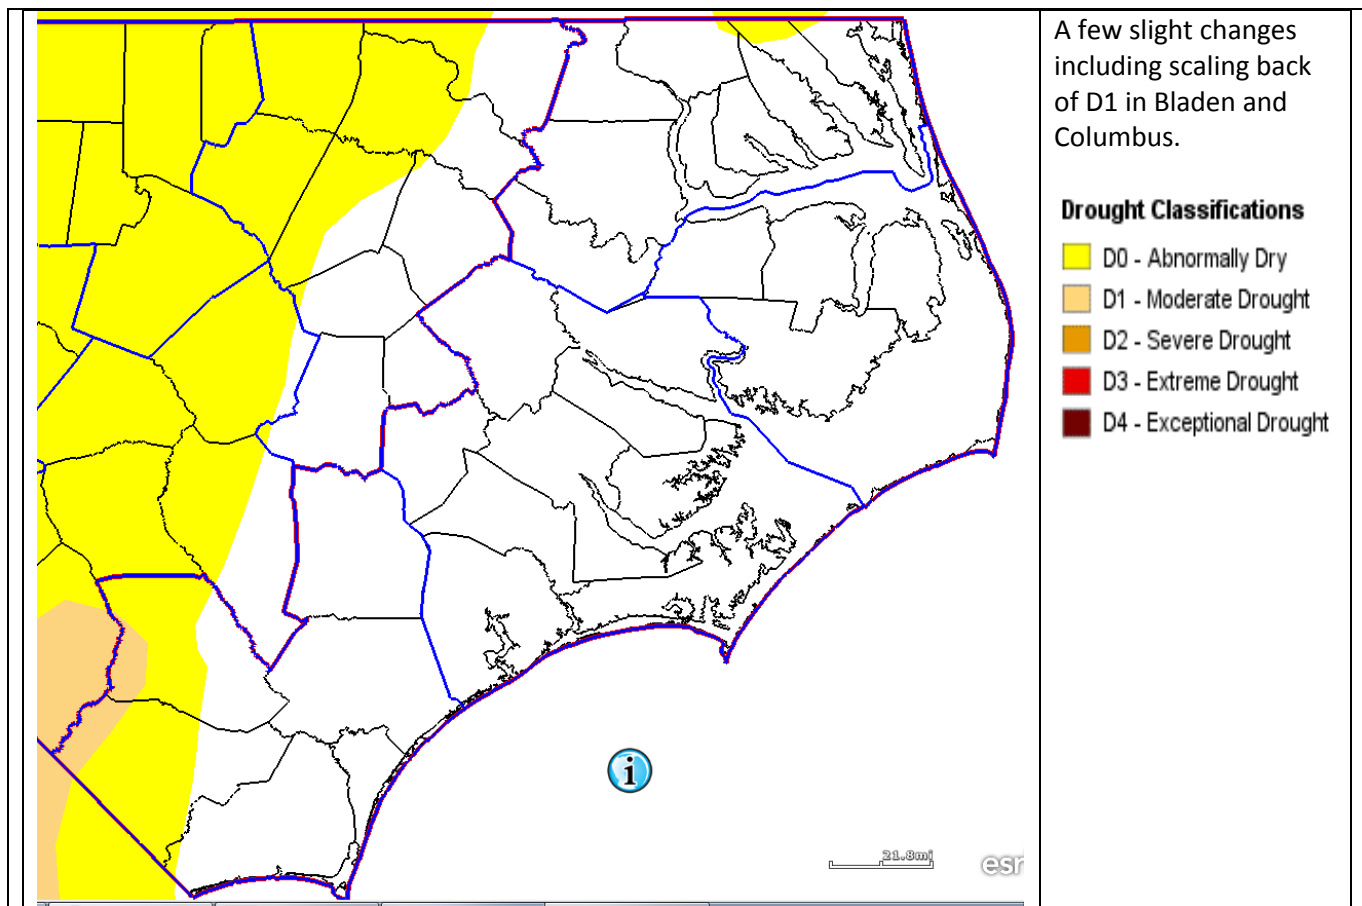 A few slight changes
including scaling back
of D1 in Bladen and
Columbus.
Drought Classifications
D0 - Abnormally Dry
D1 - Moderate Drought
D2 - Severe Drought
D3 - Extreme Drought
D4 - Exceptional Drought
i
21.8mi
esr